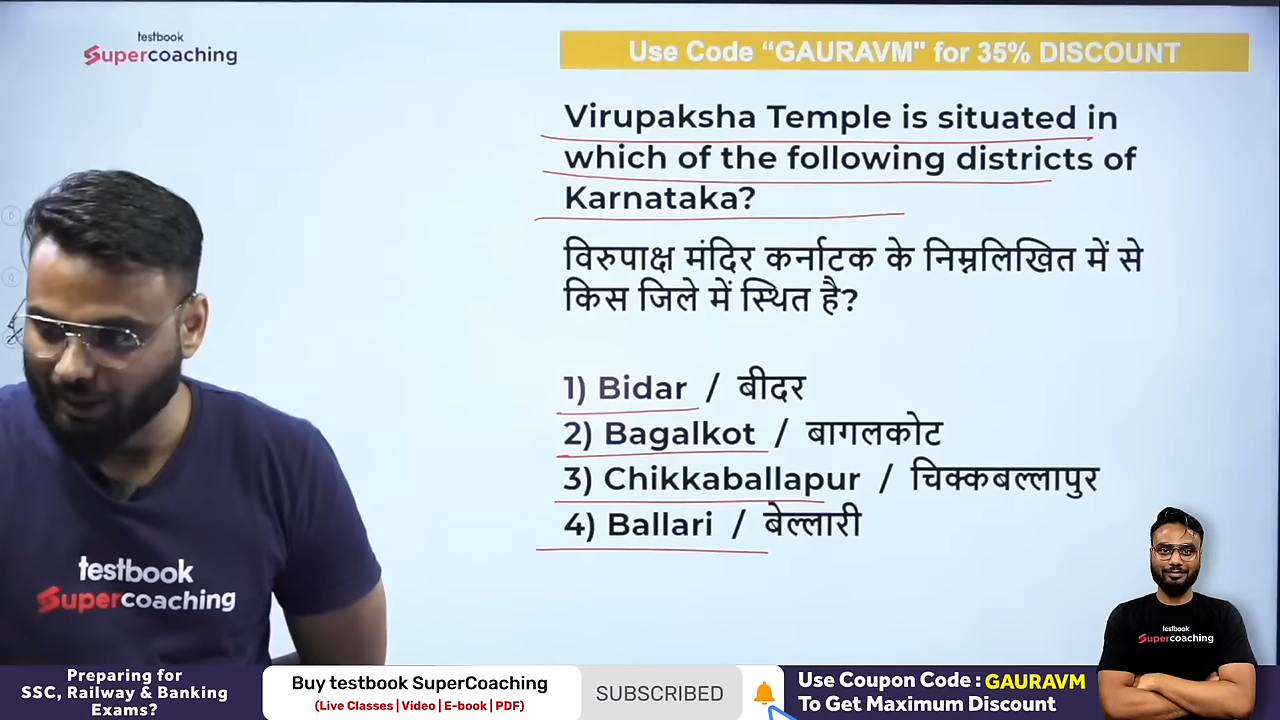 testbook
Supercoaching
Use Code “GAURAVM" for 35% DISCOUNT
Virupaksha Temple is situated in
which of the following districts of
Karnataka?
विरुपाक्ष मंदिर कर्नाटक के निम्नलिखित में से
किस जिले में स्थित है?
1) Bidar / बीदर
2) Bagalkot / बागलकोट
3) Chikkaballapur / चिक्कबल्लापुर
4) Ballari / बेल्लारी
testbook
Supercoaching
testbook
Supercoaching
Preparing for
SSC, Railway & Banking
Exams?
Buy testbook SuperCoaching
(Live Classes | Video | E-book | PDF)
SUBSCRIBED
Use Coupon Code : GAURAVM
To Get Maximum Discount